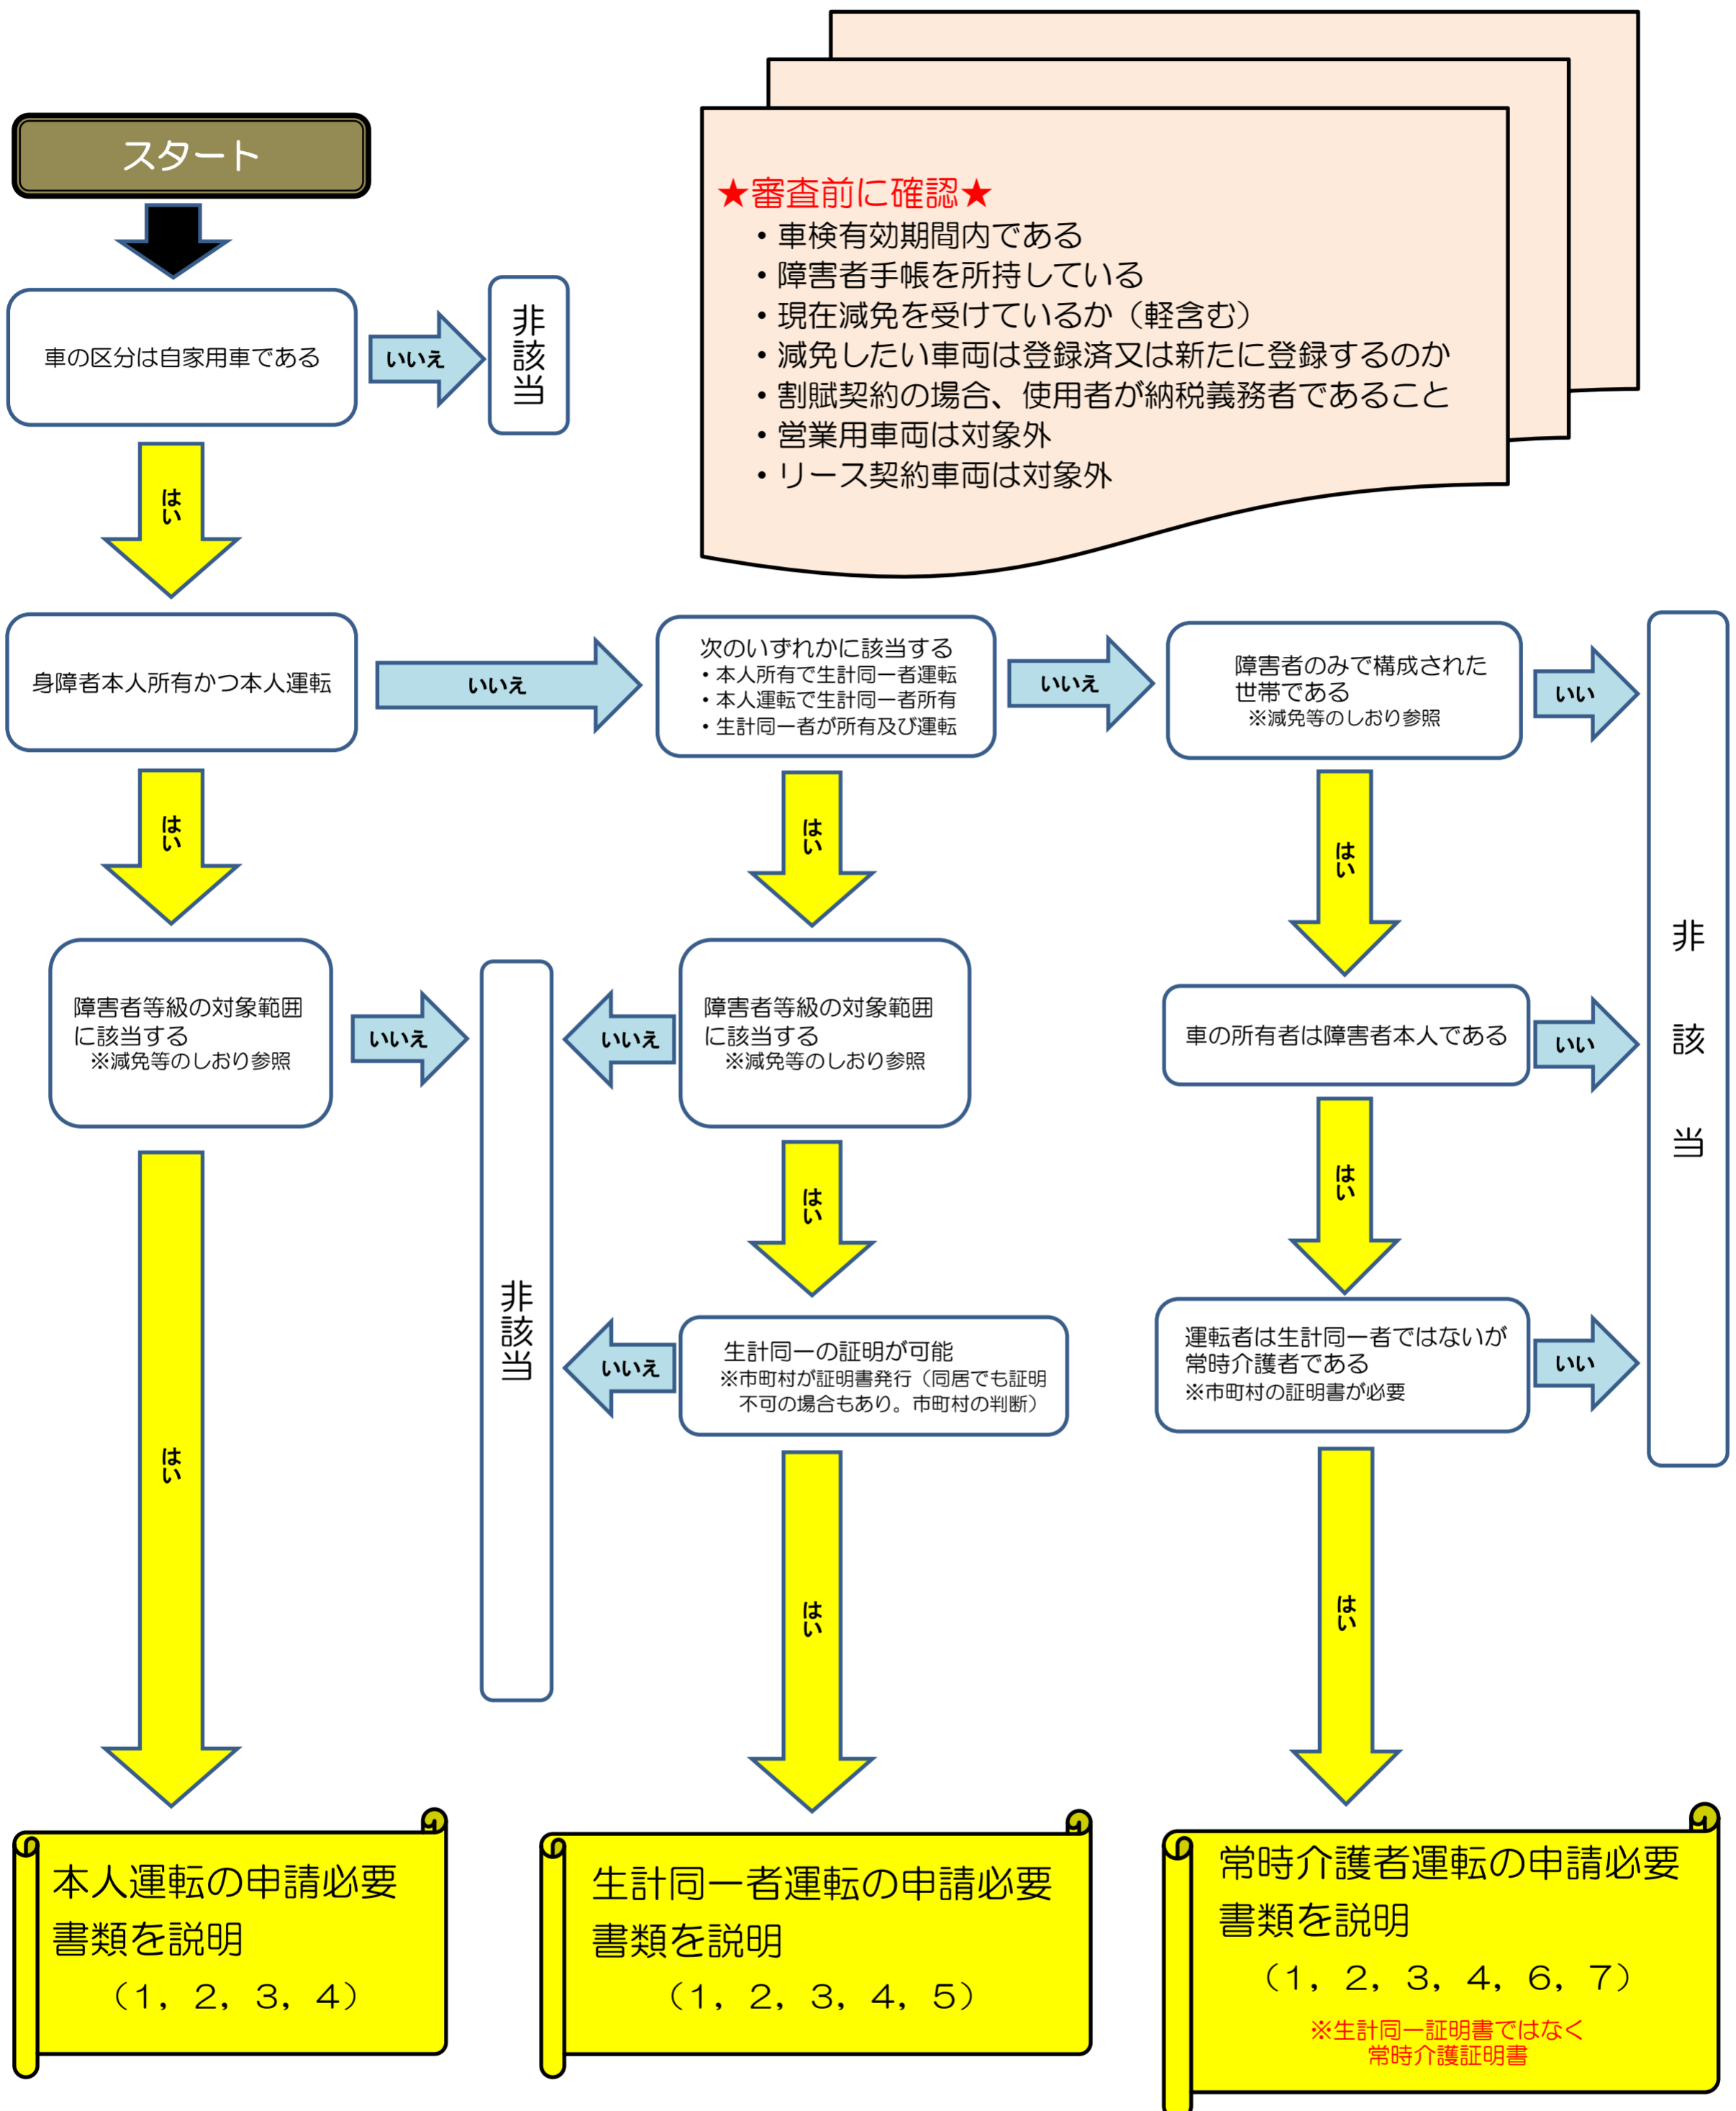 スタート
★審査前に確認★
・車検有効期間内である
・障害者手帳を所持している
・現在減免を受けているか（軽含む）
・減免したい車両は登録済又は新たに登録するのか
・割賦契約の場合、使用者が納税義務者であること
・営業用車両は対象外
・リース契約車両は対象外
車の区分は自家用車である
いいえ
非該当
はい
身障者本人所有かつ本人運転
いいえ
次のいずれかに該当する
・本人所有で生計同一者運転
・本人運転で生計同一者所有
・生計同一者が所有及び運転
いいえ
障害者のみで構成された
世帯である
※減免等のしおり参照
いい
非該当
はい
はい
はい
障害者等級の対象範囲
に該当する
※減免等のしおり参照
いいえ
非該当
いいえ
障害者等級の対象範囲
に該当する
※減免等のしおり参照
車の所有者は障害者本人である
いい
はい
はい
はい
いいえ
生計同一の証明が可能
※市町村が証明書発行（同居でも証明
不可の場合もあり。市町村の判断）
運転者は生計同一者ではないが
常時介護者である
※市町村の証明書が必要
いい
はい
はい
本人運転の申請必要
書類を説明
（１，２，３，４）
生計同一者運転の申請必要
書類を説明
（１，２，３，４，５）
常時介護者運転の申請必要
書類を説明
（１，２，３，４，６，７）
※生計同一証明書ではなく
常時介護証明書